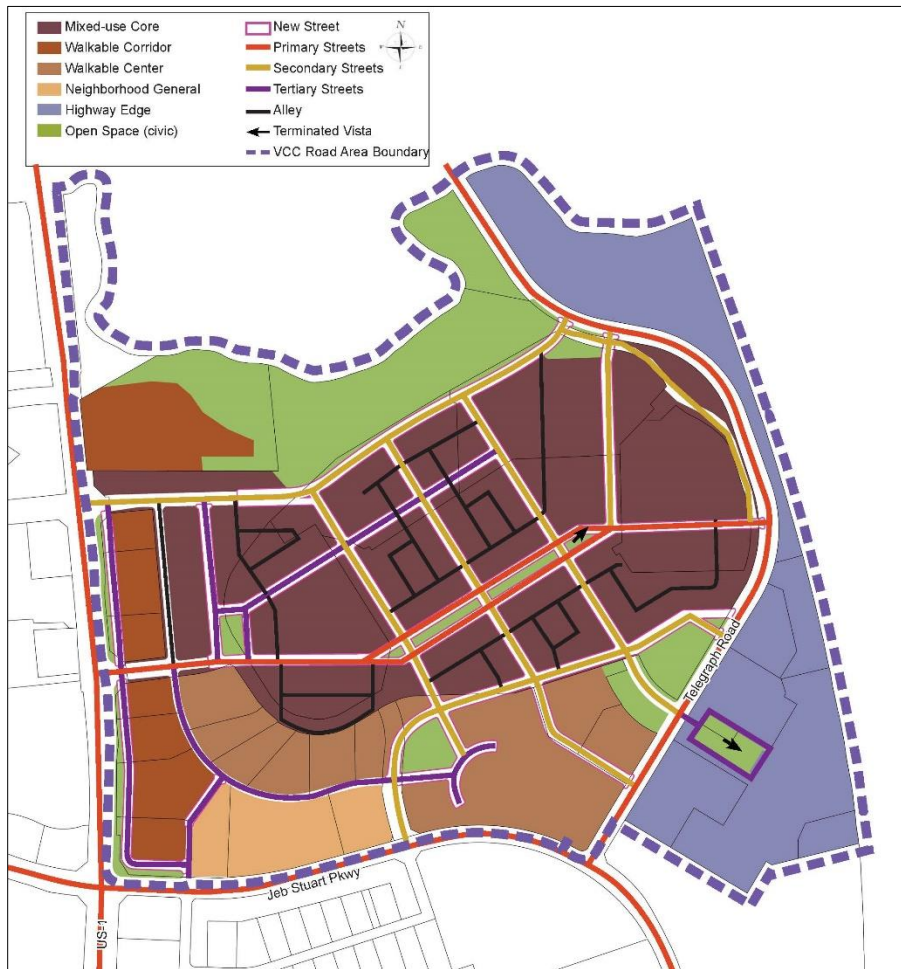 Mixed-use Core
Walkable Corridor
Walkable Center
Neighborhood General
Highway Edge
Open Space (civic)
New Street
Primary Streets
Secondary Streets
Tertiary Streets
Alley
Terminated Vista
VCC Road Area Boundary
N
Telegraph Road
Jeb Stuart Pkwy
US-1